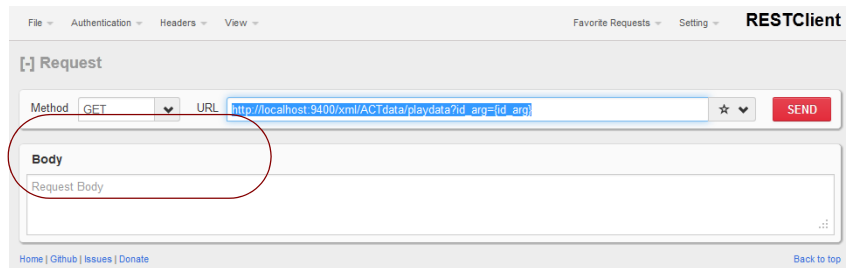 File Authentication Headers View Favorite Requests Setting RESTClient
[-] Request
Method GET URL http://localhost:9400/xml/ACTdata/playdata?id_arg={id_arg} SEND
Body
Request Body
Home | Github | Issues | Donate Back to top